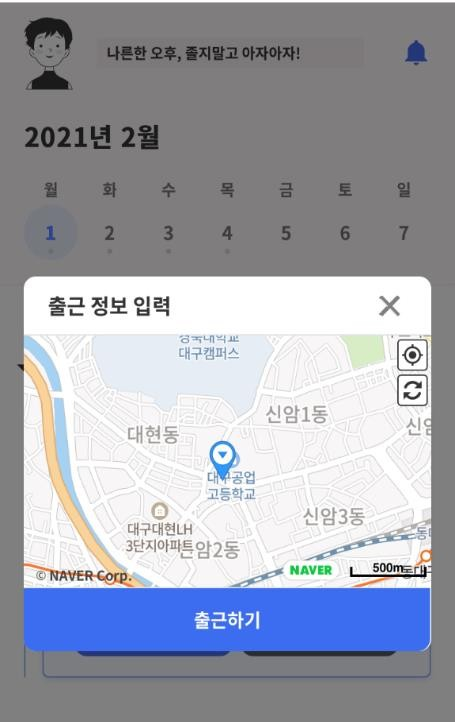 나른한 오후, 졸지말고 아자아자!
2021년 2월
월 화 수 목 금 토 일
1 2 3 4 5 6 7
출근 정보 입력
경북대학교
대구캠퍼스
신암1동
대현동
대구공업
고등학교
신암3동
대구대현LH
3단지아파트
신암2동
© NAVER Corp.
NAVER
500m
출근하기